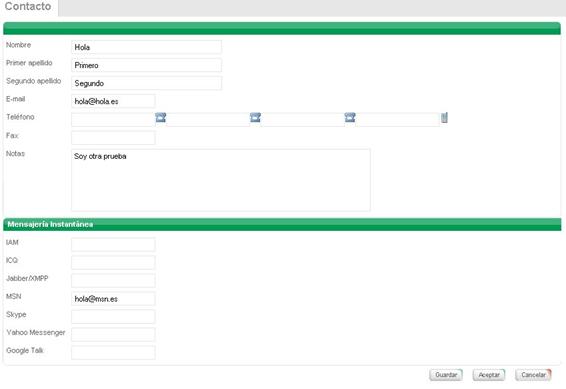 Contacto
Nombre Hola
Primer apellido Primero
Segundo apellido Segundo
E-mail hola@hola.es
Teléfono
Fax
Notas Soy otra prueba
Mensajería Instantánea
IAM
ICQ
Jabber/XMPP
MSN hola@msn.es
Skype
Yahoo Messenger
Google Talk
Guardar Aceptar Cancelar